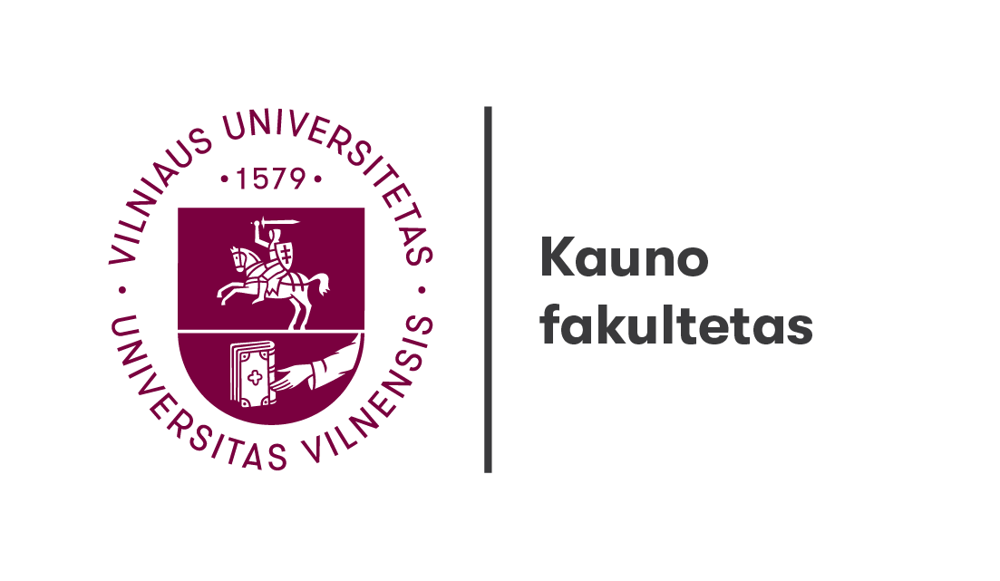 VILNIAUS UNIVERSITETAS
• 1579 •
• UNIVERSITAS VILNENSIS •
Kauno
fakultetas